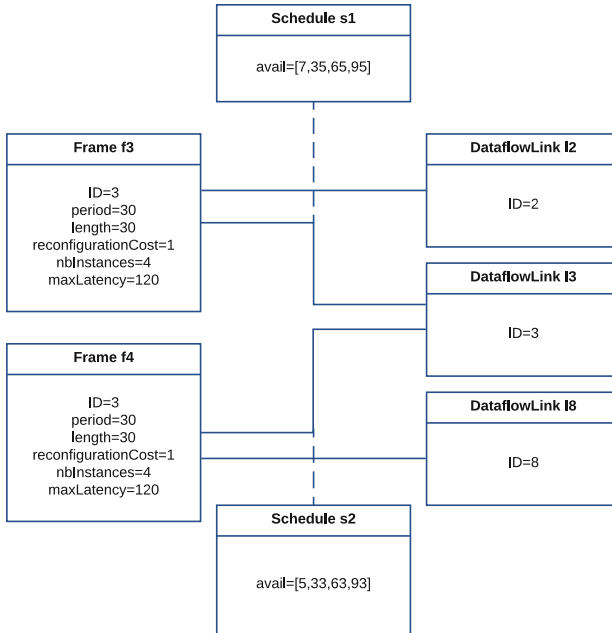 Schedule s1
avail=[7,35,65,95]
Frame f3
ID=3
period=30
length=30
reconfigurationCost=1
nbInstances=4
maxLatency=120
DataflowLink l2
ID=2
DataflowLink l3
ID=3
Frame f4
ID=3
period=30
length=30
reconfigurationCost=1
nbInstances=4
maxLatency=120
DataflowLink l8
ID=8
Schedule s2
avail=[5,33,63,93]